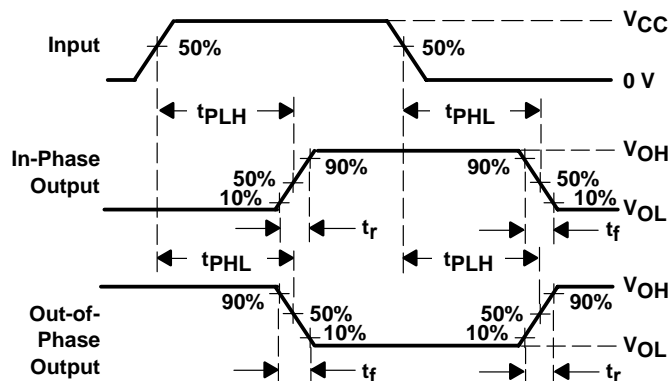 VCC
Input
50%
50%
0 V
tPLH
tPHL
In-Phase
Output
VOH
90%
90%
50%
50%
10%
10%
VOL
tr
tf
tPHL
tPLH
Out-of-
Phase
Output
VOH
90%
90%
50%
50%
10%
10%
VOL
tf
tr